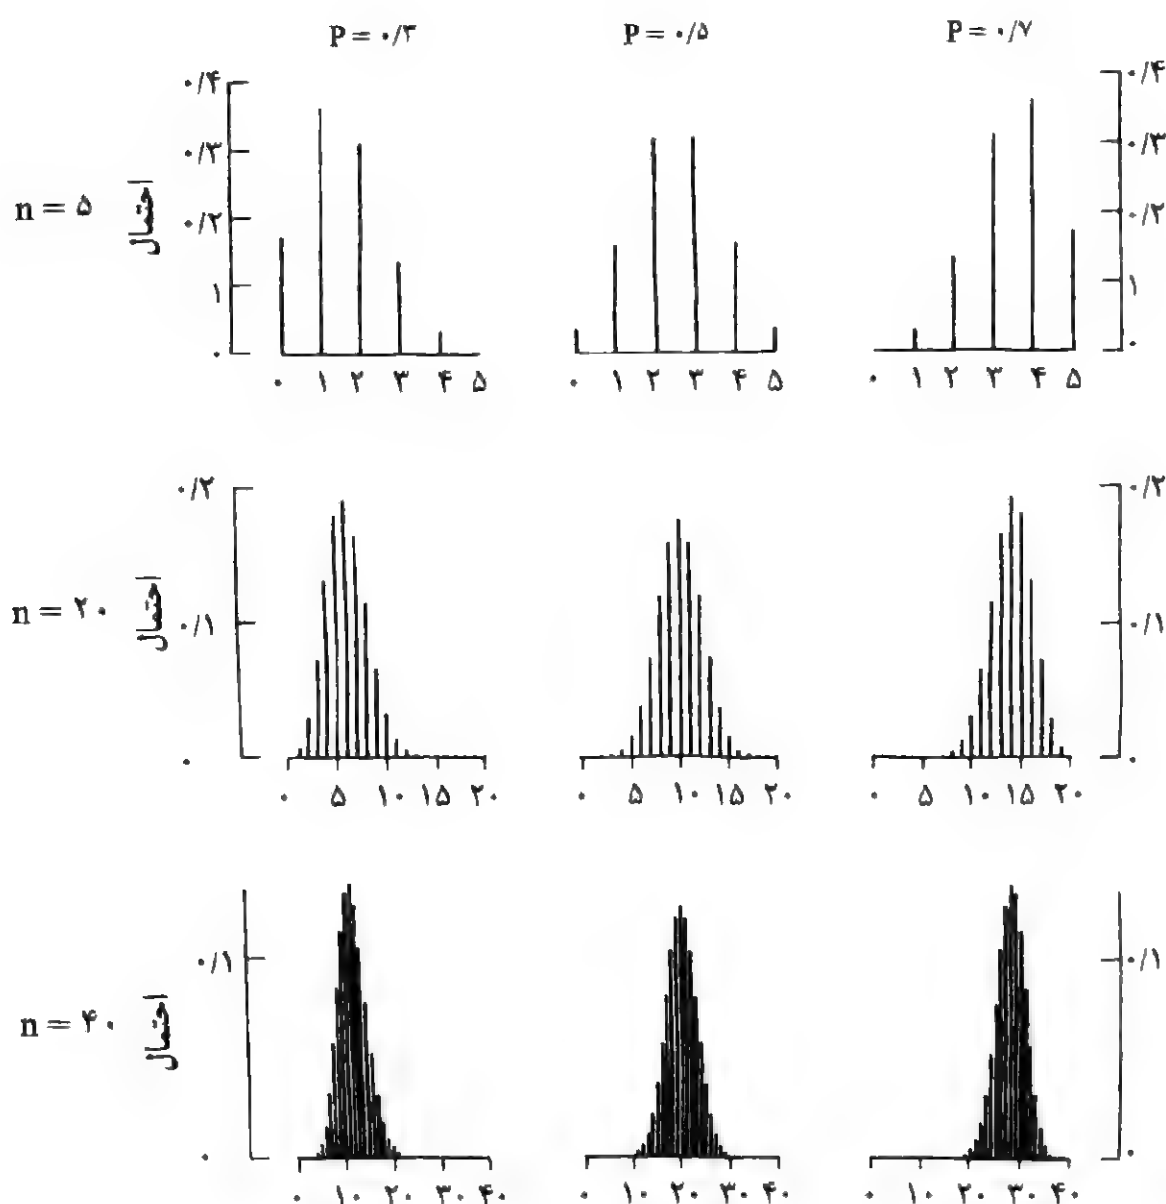 P = ۰/۳ P = ۰/۵ P = ۰/۷
n = ۵
احتمال
۰/۴
۰/۳
۰/۲
۱
۰
۰ ۱ ۲ ۳ ۴ ۵
۰ ۱ ۲ ۳ ۴ ۵
۰ ۱ ۲ ۳ ۴ ۵
۰/۴
۰/۳
۰/۲
۱
۰
n = ۲۰
احتمال
۰/۲
۰/۱
۰
۰ ۵ ۱۰ ۱۵ ۲۰
۰ ۵ ۱۰ ۱۵ ۲۰
۰ ۵ ۱۰ ۱۵ ۲۰
۰/۲
۰/۱
۰
n = ۴۰
احتمال
۰/۱
۰
۰ ۱۰ ۲۰ ۳۰ ۴۰
۰ ۱۰ ۲۰ ۳۰ ۴۰
۰ ۱۰ ۲۰ ۳۰ ۴۰
۰/۱
۰